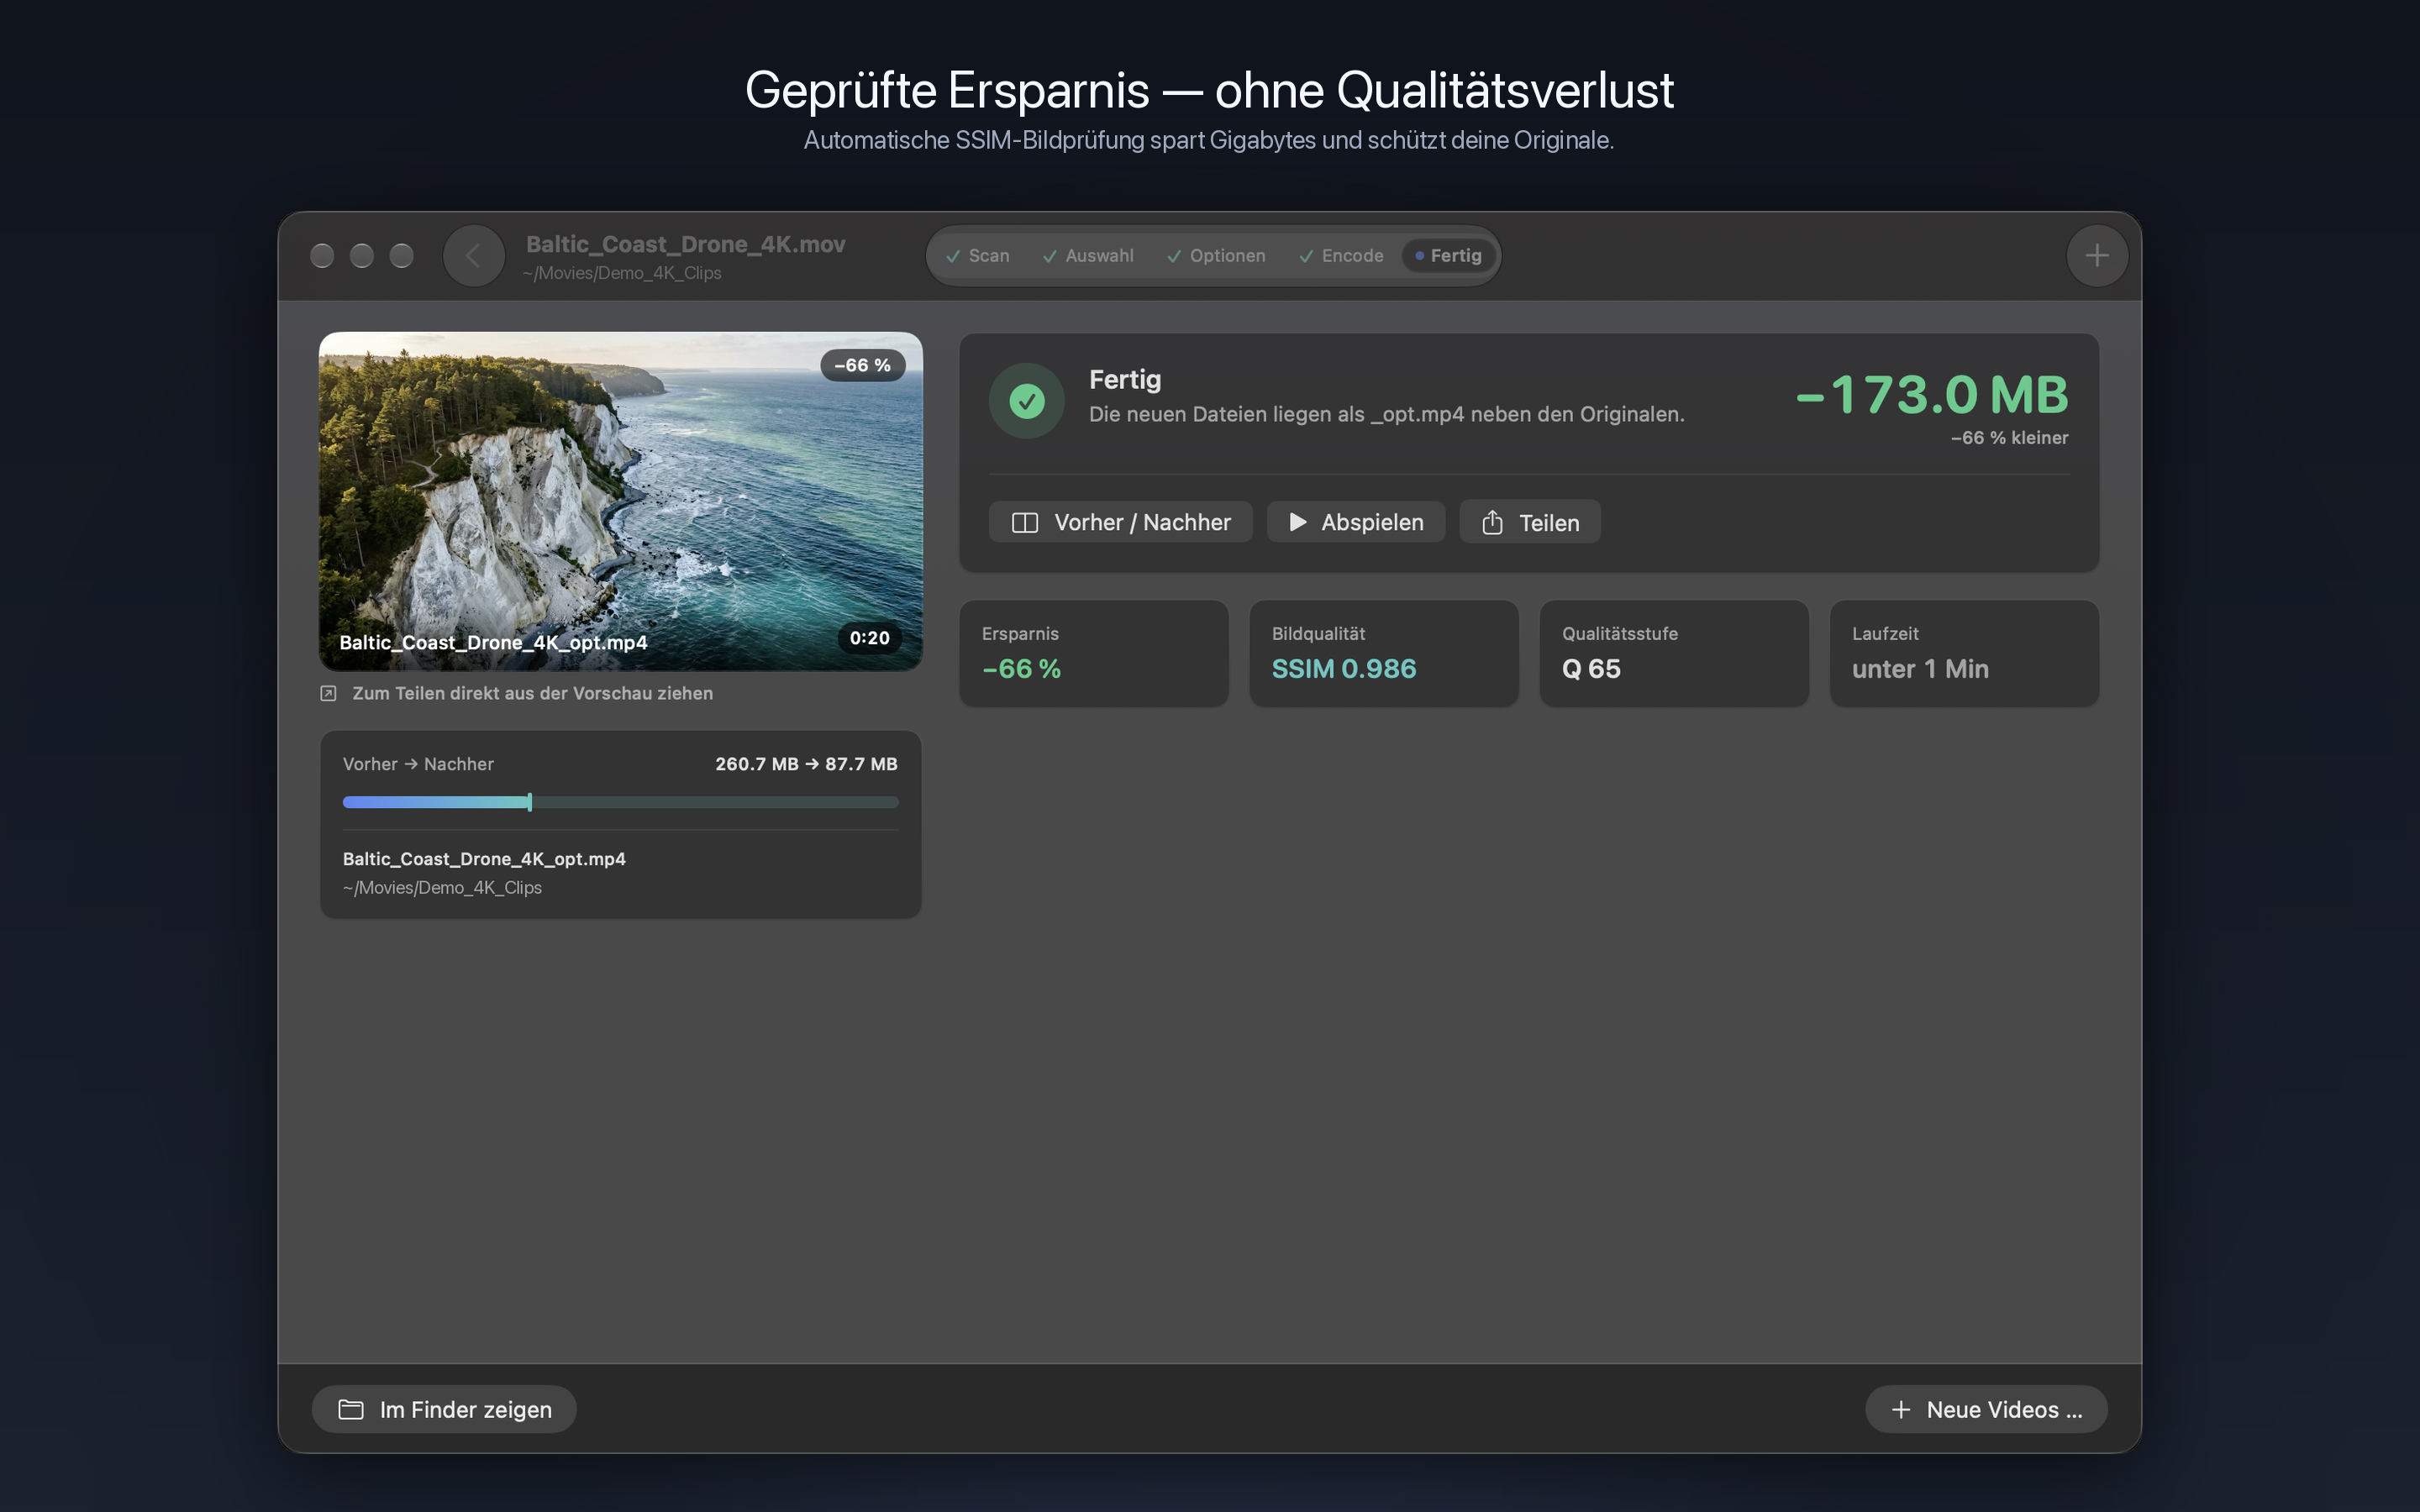 Geprüfte Ersparnis — ohne Qualitätsverlust
Automatische SSIM-Bildprüfung spart Gigabytes und schützt deine Originale.
Baltic_Coast_Drone_4K.mov
~/Movies/Demo_4K_Clips
Scan
Auswahl
Optionen
Encode
Fertig
–66 %
Baltic_Coast_Drone_4K_opt.mp4
0:20
Zum Teilen direkt aus der Vorschau ziehen
Vorher → Nachher
260.7 MB → 87.7 MB
Baltic_Coast_Drone_4K_opt.mp4
~/Movies/Demo_4K_Clips
Fertig
Die neuen Dateien liegen als _opt.mp4 neben den Originalen.
–173.0 MB
–66 % kleiner
Vorher / Nachher
Abspielen
Teilen
Ersparnis
–66 %
Bildqualität
SSIM 0.986
Qualitätsstufe
Q 65
Laufzeit
unter 1 Min
Im Finder zeigen
Neue Videos ...